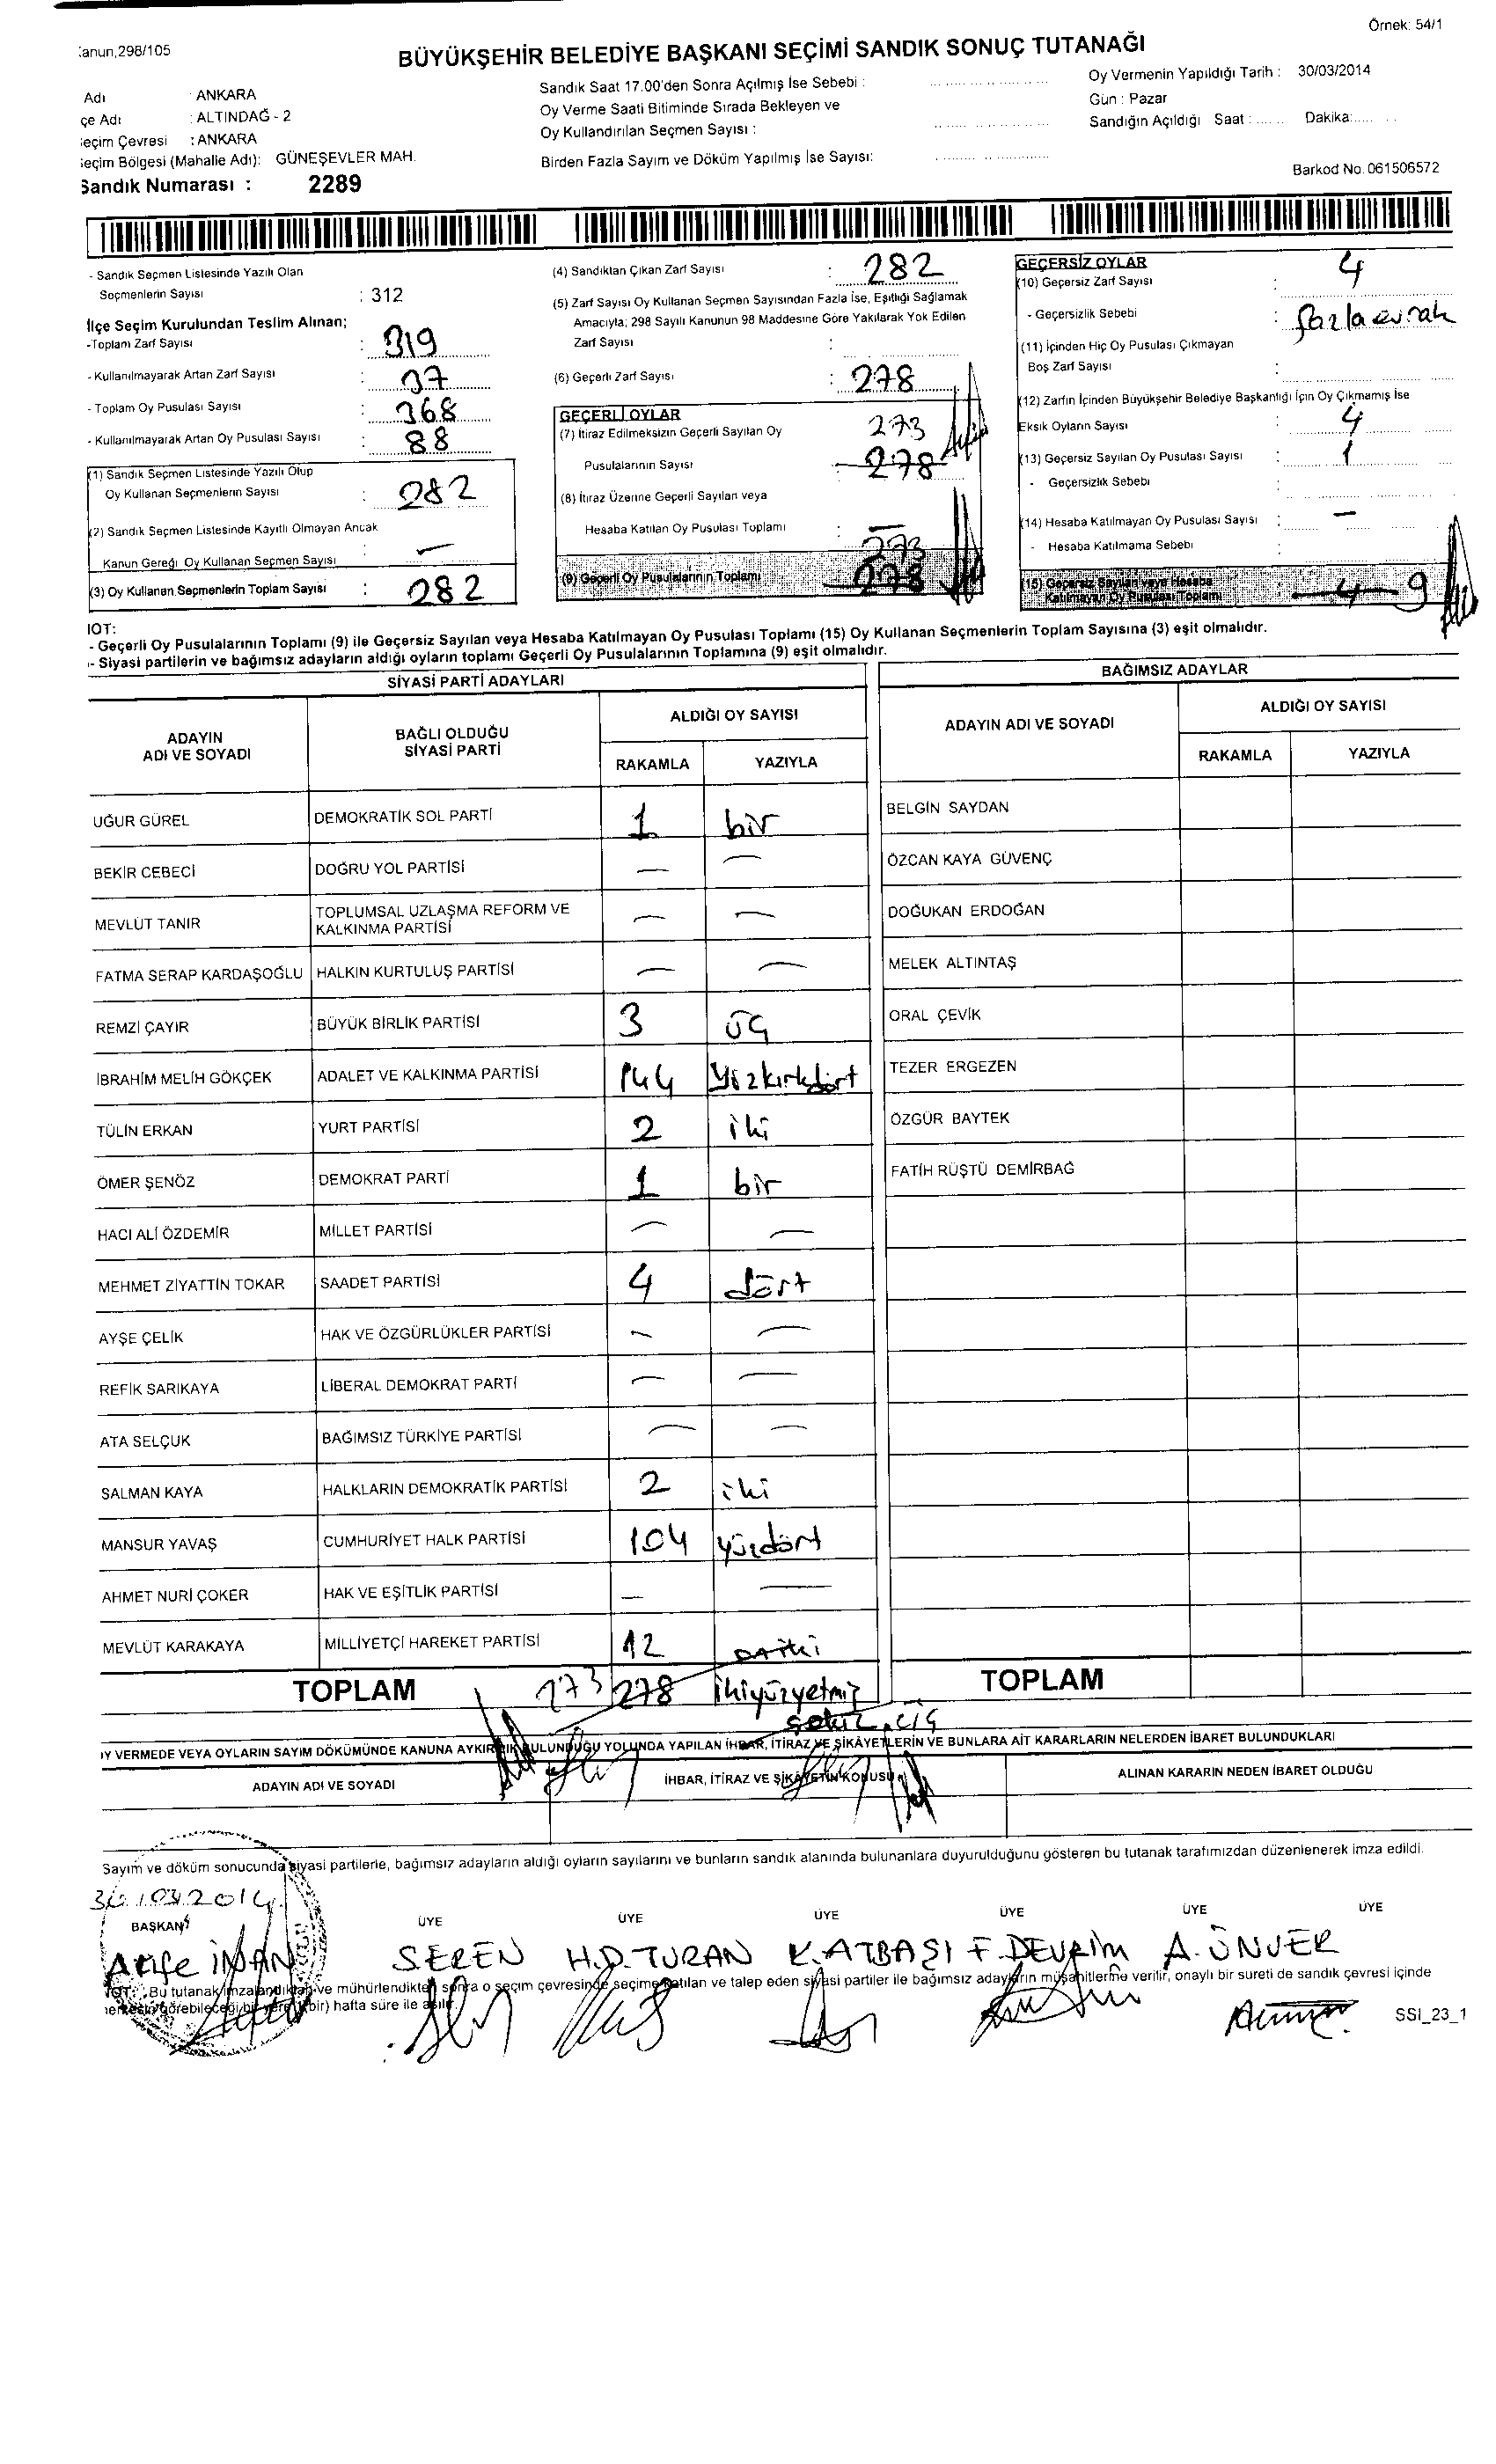 Örnek: 54/1
anun,298/105
BÜYÜKŞEHİR BELEDİYE BAŞKANI SEÇİMİ SANDIK SONUÇ TUTANAĞI
Adı : ANKARA
çe Adı : ALTINDAĞ - 2
eçim Çevresi : ANKARA
eçim Bölgesi (Mahalle Adı): GÜNEŞEVLER MAH.
Sandık Numarası : 2289
Sandık Saat 17.00'den Sonra Açılmış İse Sebebi :
Oy Verme Saati Bitiminde Sırada Bekleyen ve
Oy Kullandırılan Seçmen Sayısı :
Birden Fazla Sayım ve Döküm Yapılmış İse Sayısı:
Oy Vermenin Yapıldığı Tarih : 30/03/2014
Gün : Pazar
Sandığın Açıldığı Saat : ...... Dakika:......
Barkod No.061506572
- Sandık Seçmen Listesinde Yazılı Olan
Seçmenlerin Sayısı : 312
İlçe Seçim Kurulundan Teslim Alınan;
-Toplam Zarf Sayısı : 319
- Kullanılmayarak Artan Zarf Sayısı : 37
- Toplam Oy Pusulası Sayısı : 368
- Kullanılmayarak Artan Oy Pusulası Sayısı : 88
(1) Sandık Seçmen Listesinde Yazılı Olup
Oy Kullanan Seçmenlerin Sayısı : 282
(2) Sandık Seçmen Listesinde Kayıtlı Olmayan Ancak
Kanun Gereği Oy Kullanan Seçmen Sayısı : —
(3) Oy Kullanan Seçmenlerin Toplam Sayısı : 282
(4) Sandıktan Çıkan Zarf Sayısı : 282
(5) Zarf Sayısı Oy Kullanan Seçmen Sayısından Fazla İse, Eşitliği Sağlamak
Amacıyla; 298 Sayılı Kanunun 98 Maddesine Göre Yakılarak Yok Edilen
Zarf Sayısı :
(6) Geçerli Zarf Sayısı : 278
GEÇERLİ OYLAR
(7) İtiraz Edilmeksizin Geçerli Sayılan Oy 273
Pusulalarının Sayısı : 278
(8) İtiraz Üzerine Geçerli Sayılan veya
Hesaba Katılan Oy Pusulası Toplamı : —
273
(9) Geçerli Oy Pusulalarının Toplamı 278
GEÇERSİZ OYLAR
(10) Geçersiz Zarf Sayısı : 4
- Geçersizlik Sebebi : fazla evrak
(11) İçinden Hiç Oy Pusulası Çıkmayan
Boş Zarf Sayısı :
(12) Zarfın İçinden Büyükşehir Belediye Başkanlığı İçin Oy Çıkmamış İse
Eksik Oyların Sayısı : 4
(13) Geçersiz Sayılan Oy Pusulası Sayısı : 1
- Geçersizlik Sebebi :
(14) Hesaba Katılmayan Oy Pusulası Sayısı : —
- Hesaba Katılmama Sebebi :
(15) Geçersiz Sayılan veya Hesaba
Katılmayan Oy Pusulası Toplamı 4 9
IOT:
- Geçerli Oy Pusulalarının Toplamı (9) ile Geçersiz Sayılan veya Hesaba Katılmayan Oy Pusulası Toplamı (15) Oy Kullanan Seçmenlerin Toplam Sayısına (3) eşit olmalıdır.
- Siyasi partilerin ve bağımsız adayların aldığı oyların toplamı Geçerli Oy Pusulalarının Toplamına (9) eşit olmalıdır.
SİYASİ PARTİ ADAYLARI
BAĞIMSIZ ADAYLAR
ADAYIN
ADI VE SOYADI
BAĞLI OLDUĞU
SİYASİ PARTİ
ALDIĞI OY SAYISI
RAKAMLA YAZIYLA
ADAYIN ADI VE SOYADI
ALDIĞI OY SAYISI
RAKAMLA YAZIYLA
UĞUR GÜREL DEMOKRATİK SOL PARTİ 1 bir BELGİN SAYDAN
BEKİR CEBECİ DOĞRU YOL PARTİSİ — — ÖZCAN KAYA GÜVENÇ
MEVLÜT TANIR TOPLUMSAL UZLAŞMA REFORM VE
KALKINMA PARTİSİ — — DOĞUKAN ERDOĞAN
FATMA SERAP KARDAŞOĞLU HALKIN KURTULUŞ PARTİSİ — — MELEK ALTINTAŞ
REMZİ ÇAYIR BÜYÜK BİRLİK PARTİSİ 3 üç ORAL ÇEVİK
İBRAHİM MELİH GÖKÇEK ADALET VE KALKINMA PARTİSİ 144 yüzkırkdört TEZER ERGEZEN
TÜLİN ERKAN YURT PARTİSİ 2 iki ÖZGÜR BAYTEK
ÖMER ŞENÖZ DEMOKRAT PARTİ 1 bir FATİH RÜŞTÜ DEMİRBAĞ
HACI ALİ ÖZDEMİR MİLLET PARTİSİ — —
MEHMET ZİYATTİN TOKAR SAADET PARTİSİ 4 dört
AYŞE ÇELİK HAK VE ÖZGÜRLÜKLER PARTİSİ — —
REFİK SARIKAYA LİBERAL DEMOKRAT PARTİ — —
ATA SELÇUK BAĞIMSIZ TÜRKİYE PARTİSİ — —
SALMAN KAYA HALKLARIN DEMOKRATİK PARTİSİ 2 iki
MANSUR YAVAŞ CUMHURİYET HALK PARTİSİ 104 yüzdört
AHMET NURİ ÇOKER HAK VE EŞİTLİK PARTİSİ — —
MEVLÜT KARAKAYA MİLLİYETÇİ HAREKET PARTİSİ 12 oniki
TOPLAM 273 278 ikiyüzyetmiş TOPLAM
sekiz üç
IY VERMEDE VEYA OYLARIN SAYIM DÖKÜMÜNDE KANUNA AYKIRILIK BULUNDUĞU YOLUNDA YAPILAN İHBAR, İTİRAZ VE ŞİKÂYETLERİN VE BUNLARA AİT KARARLARIN NELERDEN İBARET BULUNDUKLARI
ADAYIN ADI VE SOYADI İHBAR, İTİRAZ VE ŞİKÂYETİN KONUSU ALINAN KARARIN NEDEN İBARET OLDUĞU
Sayım ve döküm sonucunda siyasi partilerle, bağımsız adayların aldığı oyların sayılarını ve bunların sandık alanında bulunanlara duyurulduğunu gösteren bu tutanak tarafımızdan düzenlenerek imza edildi.
30.03.2014
BAŞKAN ÜYE ÜYE ÜYE ÜYE ÜYE ÜYE
Arife İNAN SEREN H.D.TURAN K.ATBAŞI F.DEVRİM A.ÜNVER
NOT: Bu tutanak imzalandıktan ve mühürlendikten sonra o seçim çevresinde seçime katılan ve talep eden siyasi partiler ile bağımsız adayların müşahitlerine verilir, onaylı bir sureti de sandık çevresi içinde
herkesin görebileceği bir yere (bir) hafta süre ile asılır.
SSI_23_1